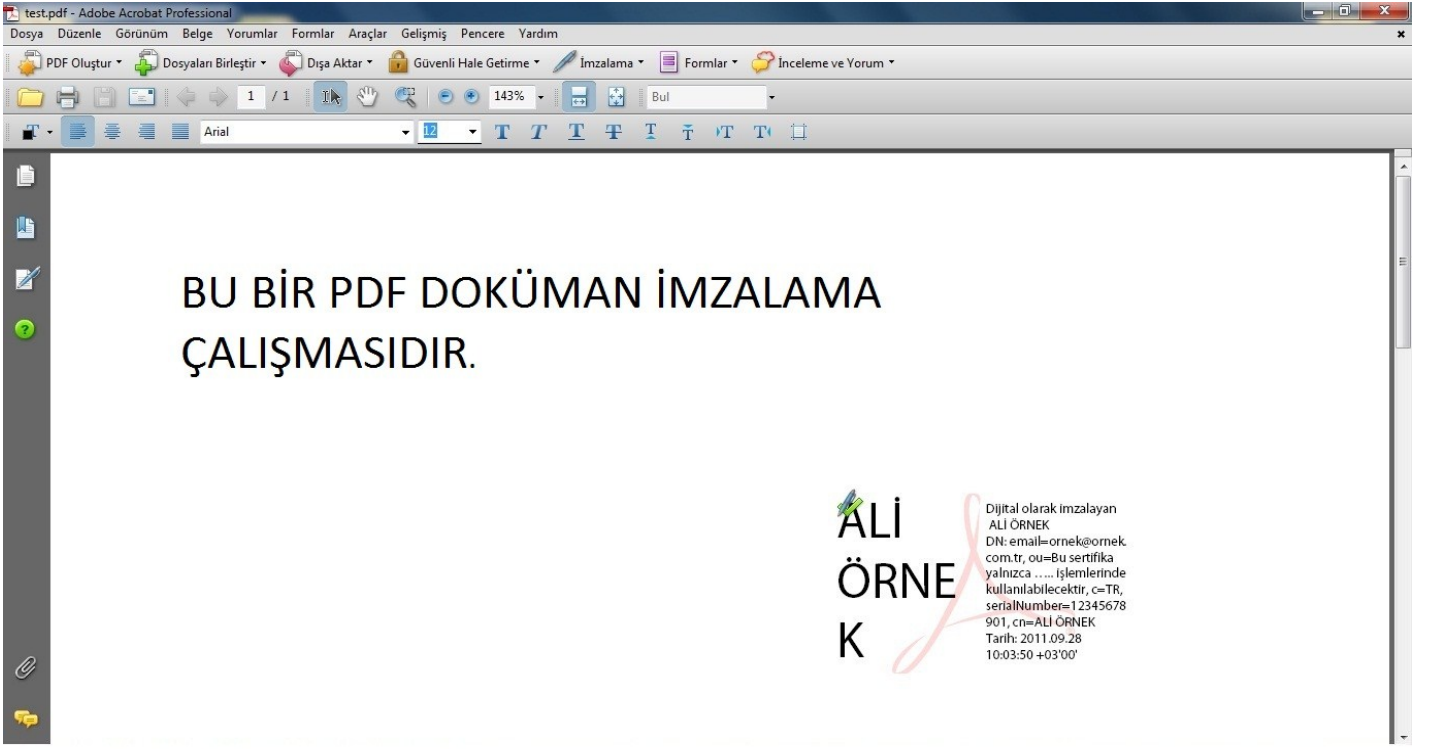 test.pdf - Adobe Acrobat Professional
Dosya Düzenle Görünüm Belge Yorumlar Formlar Araçlar Gelişmiş Pencere Yardım
PDF Oluştur Dosyaları Birleştir Dışa Aktar Güvenli Hale Getirme İmzalama Formlar İnceleme ve Yorum
1 / 1 143% Bul
Arial 12
BU BİR PDF DOKÜMAN İMZALAMA
ÇALIŞMASIDIR.
ALİ
ÖRNE
K
Dijital olarak imzalayan
ALİ ÖRNEK
DN: email=ornek@ornek.
com.tr, ou=Bu sertifika
yalnızca ..... işlemlerinde
kullanılabilecektir, c=TR,
serialNumber=12345678
901, cn=ALİ ÖRNEK
Tarih: 2011.09.28
10:03:50 +03'00'